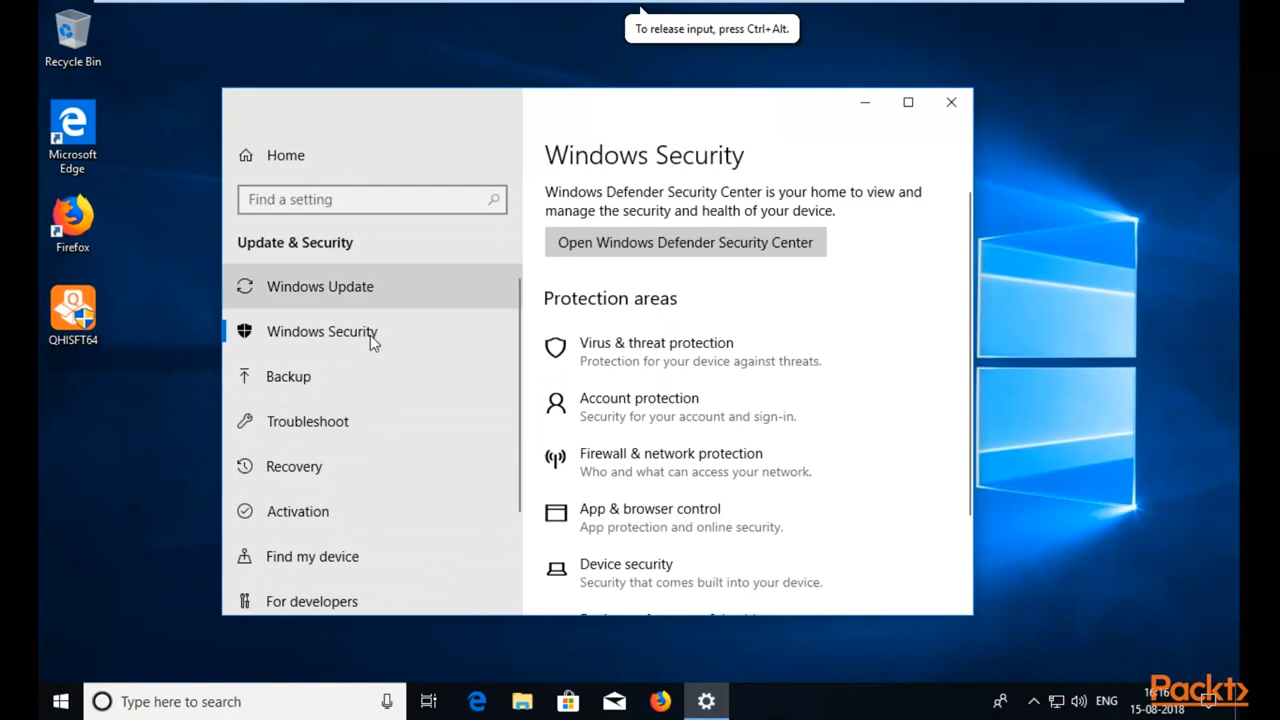 To release input, press Ctrl+Alt.
Recycle Bin
Microsoft
Edge
Firefox
QHISFT64
Home
Find a setting
Update & Security
Windows Update
Windows Security
Backup
Troubleshoot
Recovery
Activation
Find my device
For developers
Windows Security
Windows Defender Security Center is your home to view and
manage the security and health of your device.
Open Windows Defender Security Center
Protection areas
Virus & threat protection
Protection for your device against threats.
Account protection
Security for your account and sign-in.
Firewall & network protection
Who and what can access your network.
App & browser control
App protection and online security.
Device security
Security that comes built into your device.
Type here to search
ENG
16:16
15-08-2018
Packt>